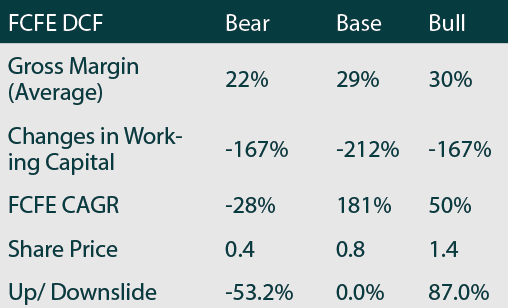 FCFE DCF Bear Base Bull
Gross Margin
(Average) 22% 29% 30%
Changes in Work-
ing Capital -167% -212% -167%
FCFE CAGR -28% 181% 50%
Share Price 0.4 0.8 1.4
Up/ Downslide -53.2% 0.0% 87.0%